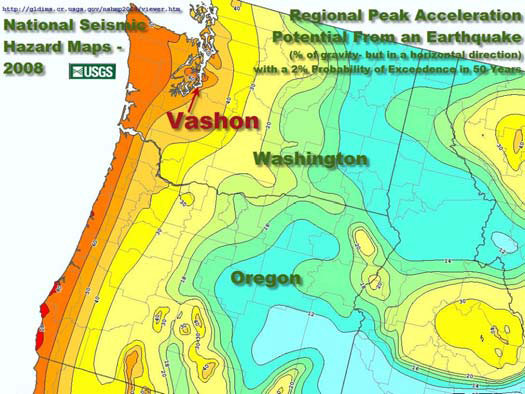 http://gldims.cr.usgs.gov/nshmp2008/viewer.htm
National Seismic
Hazard Maps -
2008
USGS
Regional Peak Acceleration
Potential From an Earthquake
(% of gravity- but in a horizontal direction)
with a 2% Probability of Exceedence in 50 Years
Vashon
Washington
Oregon